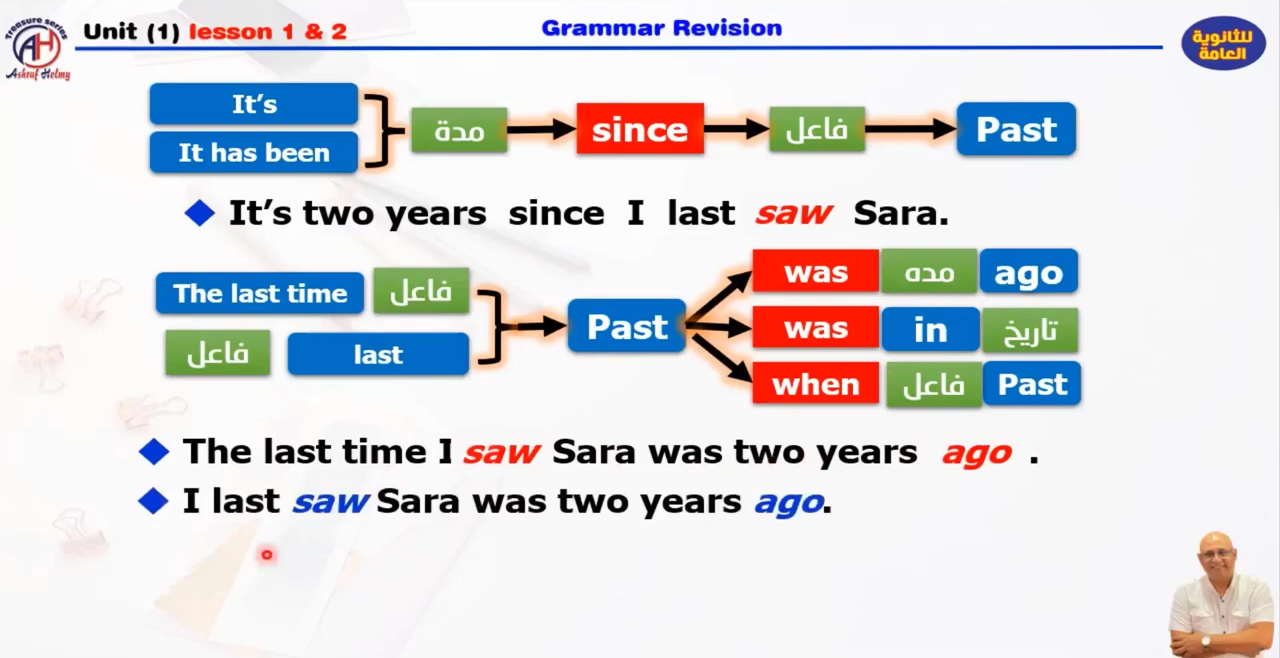 Treasure series
AH
Ashraf Helmy
Unit (1) lesson 1 & 2
Grammar Revision
للثانوية
العامة
It's
It has been
مدة
since
فاعل
Past
It's two years since I last saw Sara.
The last time فاعل
فاعل last
Past
was مده ago
was in تاريخ
when فاعل Past
The last time I saw Sara was two years ago .
I last saw Sara was two years ago.